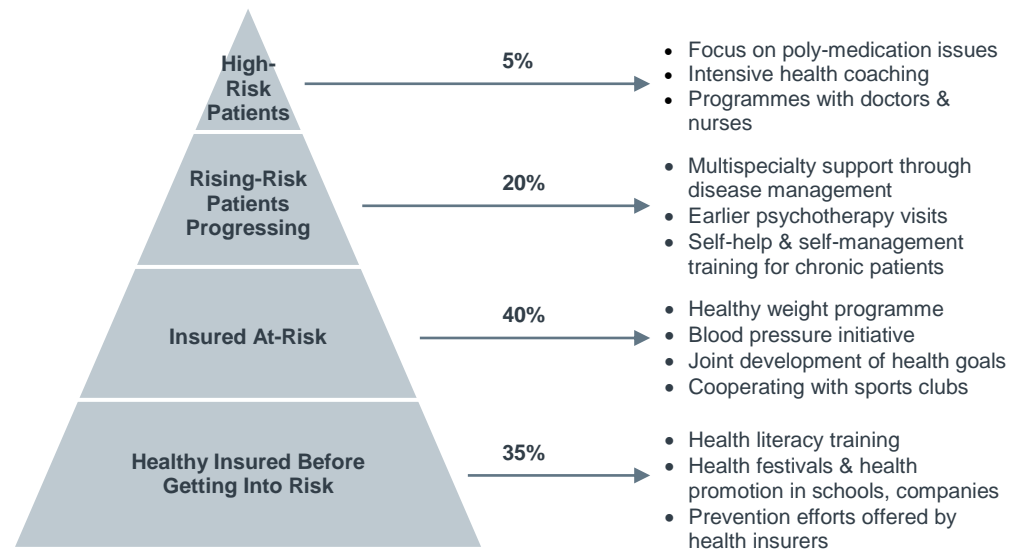 High-
Risk
Patients
5%
• Focus on poly-medication issues
• Intensive health coaching
• Programmes with doctors &
nurses
Rising-Risk
Patients
Progressing
20%
• Multispecialty support through
disease management
• Earlier psychotherapy visits
• Self-help & self-management
training for chronic patients
Insured At-Risk
40%
• Healthy weight programme
• Blood pressure initiative
• Joint development of health goals
• Cooperating with sports clubs
Healthy Insured Before
Getting Into Risk
35%
• Health literacy training
• Health festivals & health
promotion in schools, companies
• Prevention efforts offered by
health insurers